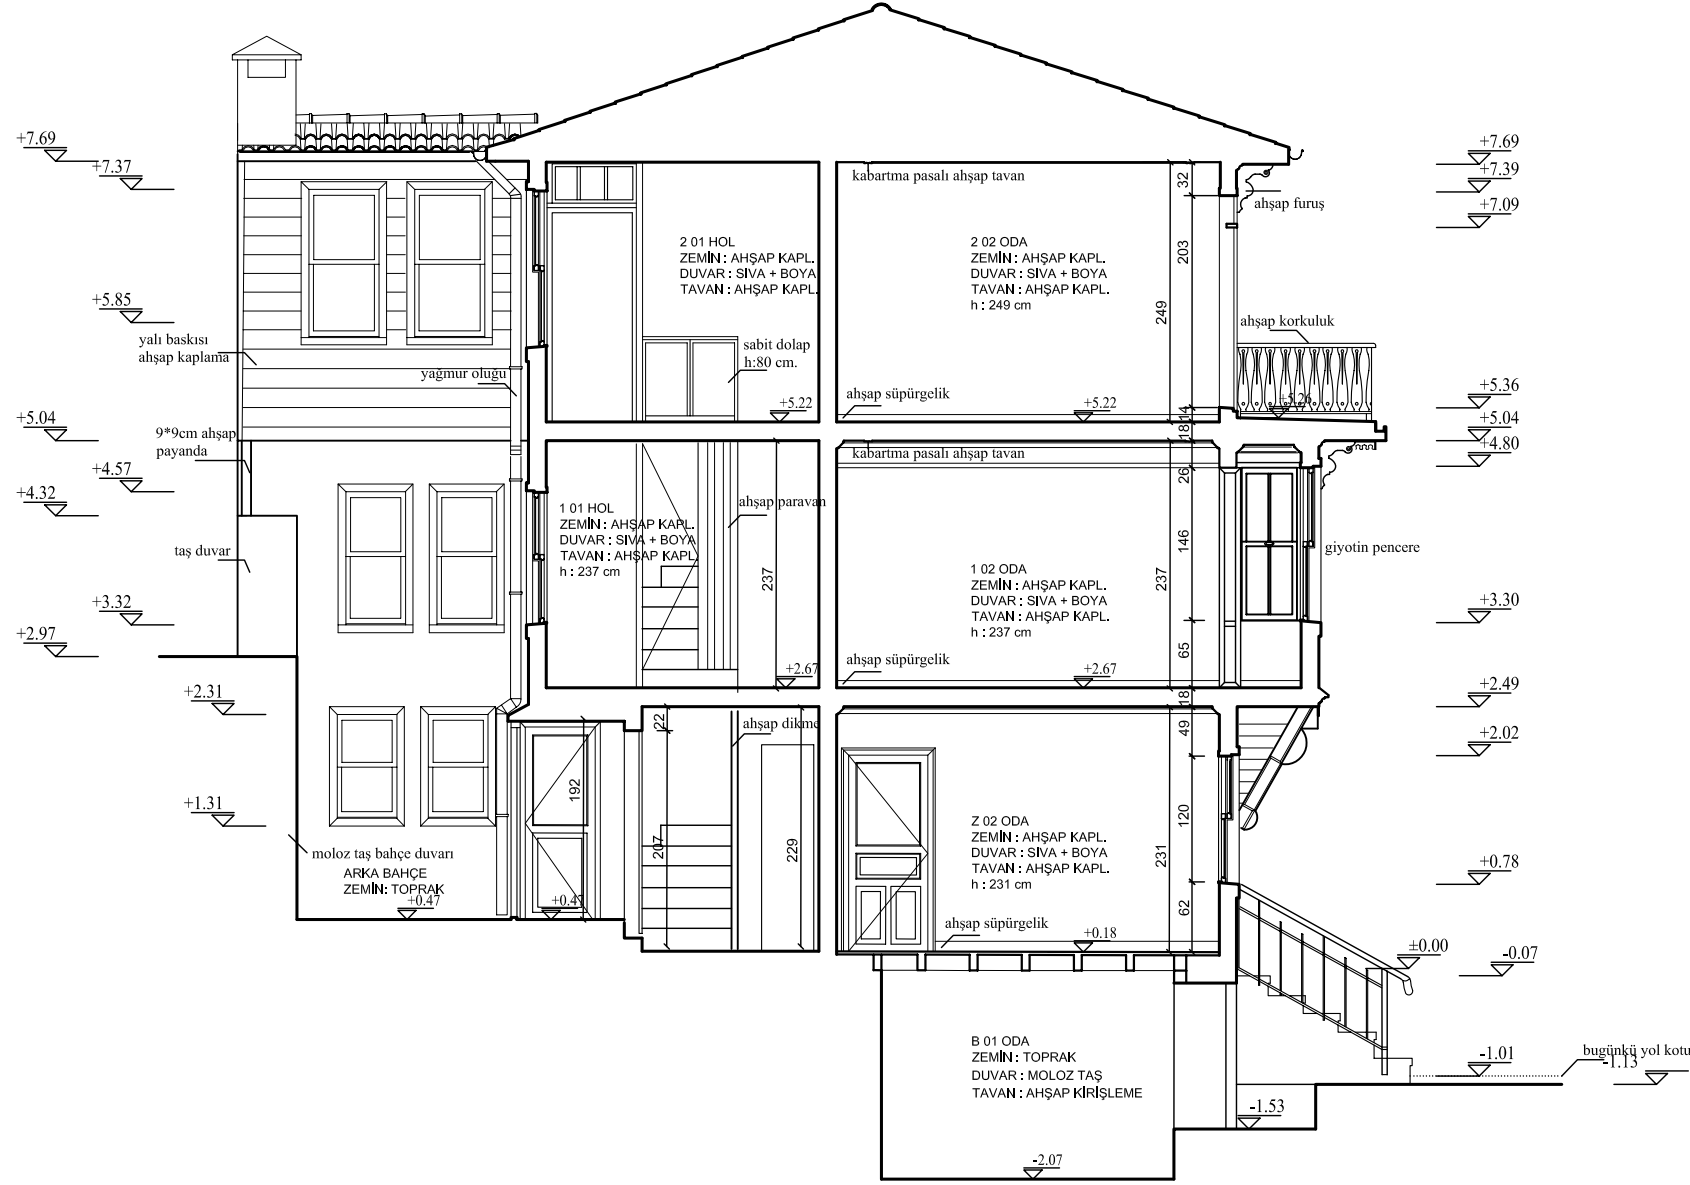 +7.69
+7.37
+5.85
yalı baskısı
ahşap kaplama
yağmur oluğu
+5.04
9*9cm ahşap
payanda
+4.57
+4.32
taş duvar
+3.32
+2.97
+2.31
+1.31
moloz taş bahçe duvarı
ARKA BAHÇE
ZEMİN: TOPRAK
+0.47
2 01 HOL
ZEMİN : AHŞAP KAPL.
DUVAR : SIVA + BOYA
TAVAN : AHŞAP KAPL.
sabit dolap
h:80 cm.
+5.22
kabartma pasalı ahşap tavan
2 02 ODA
ZEMİN : AHŞAP KAPL.
DUVAR : SIVA + BOYA
TAVAN : AHŞAP KAPL.
h : 249 cm
ahşap süpürgelik
+5.22
249
32
203
14
18
ahşap furuş
ahşap korkuluk
+5.26
1 01 HOL
ZEMİN : AHŞAP KAPL.
DUVAR : SIVA + BOYA
TAVAN : AHŞAP KAPL.
h : 237 cm
ahşap paravan
237
+2.67
kabartma pasalı ahşap tavan
1 02 ODA
ZEMİN : AHŞAP KAPL.
DUVAR : SIVA + BOYA
TAVAN : AHŞAP KAPL.
h : 237 cm
ahşap süpürgelik
+2.67
237
26
146
65
18
giyotin pencere
192
+0.47
22
207
ahşap dikme
229
Z 02 ODA
ZEMİN : AHŞAP KAPL.
DUVAR : SIVA + BOYA
TAVAN : AHŞAP KAPL.
h : 231 cm
ahşap süpürgelik
+0.18
231
49
120
62
B 01 ODA
ZEMİN : TOPRAK
DUVAR : MOLOZ TAŞ
TAVAN : AHŞAP KİRİŞLEME
-2.07
-1.53
+7.69
+7.39
+7.09
+5.36
+5.04
+4.80
+3.30
+2.49
+2.02
+0.78
±0.00
-0.07
-1.01
bugünkü yol kotu
-1.13